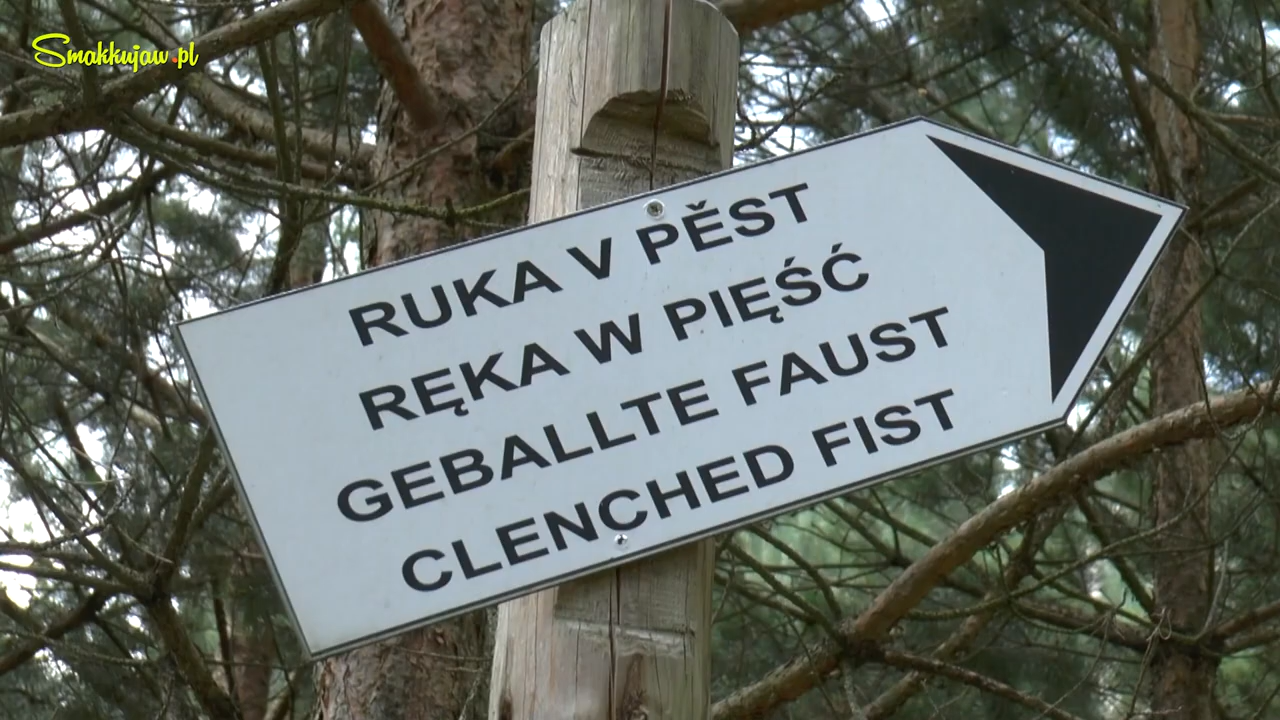 Smakkujaw.pl
RUKA V PĚST
RĘKA W PIĘŚĆ
GEBALLTE FAUST
CLENCHED FIST